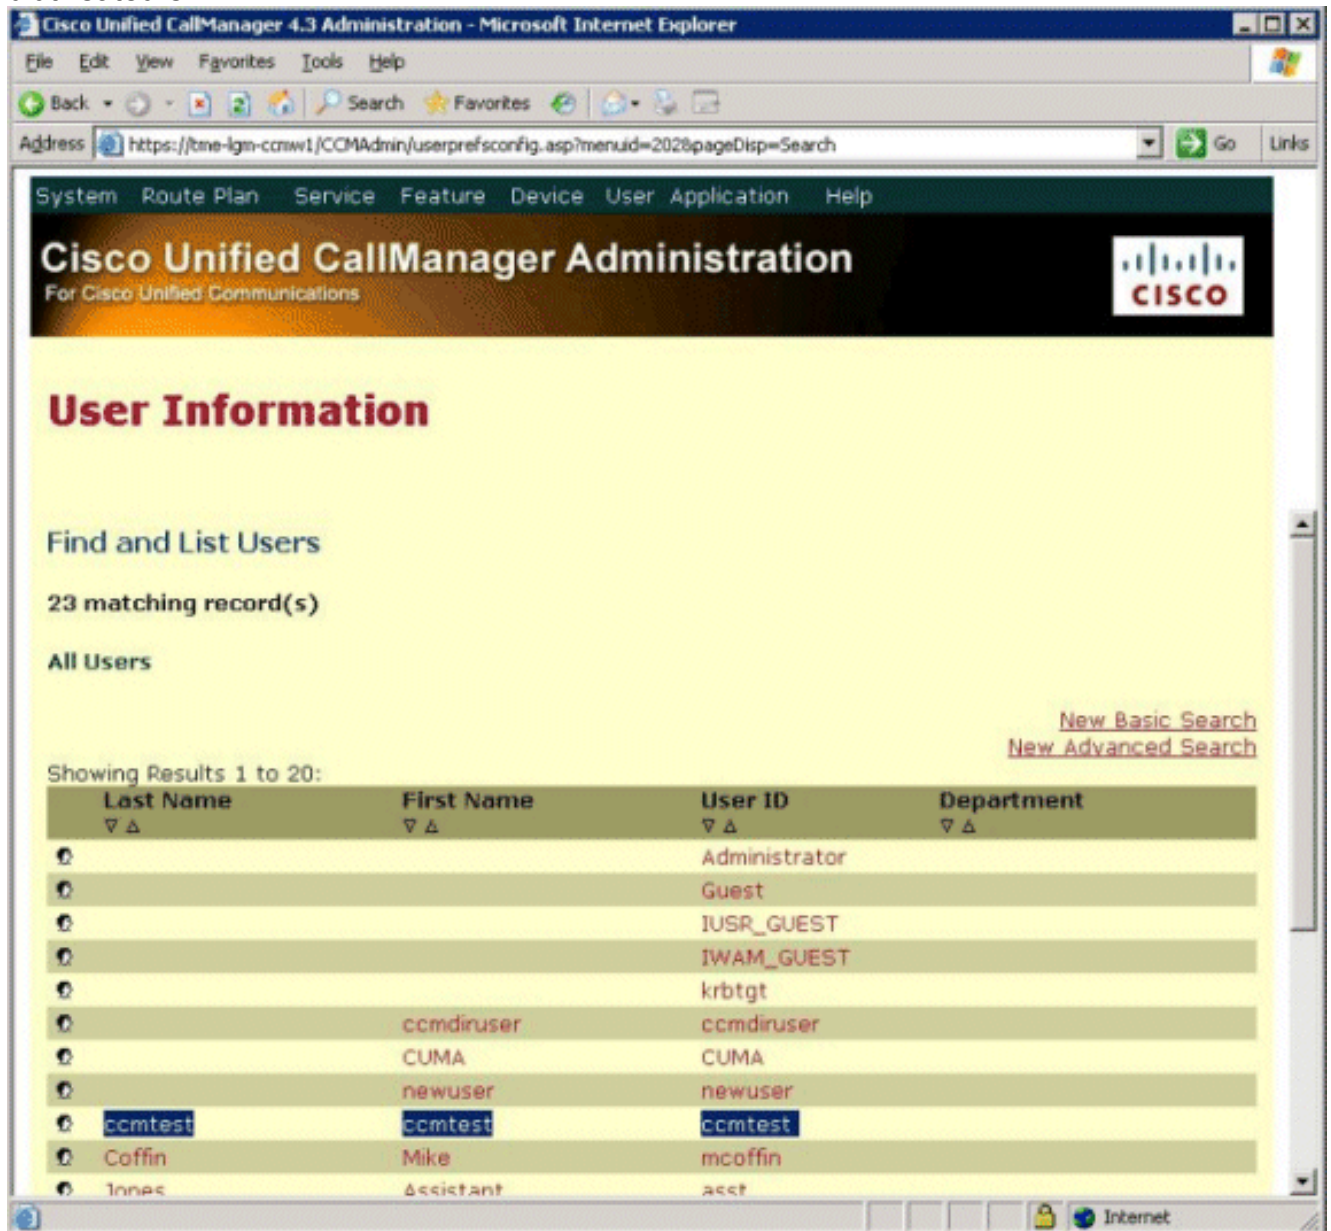 Cisco Unified CallManager 4.3 Administration - Microsoft Internet Explorer
File Edit View Favorites Tools Help
Back Search Favorites
Address https://tme-lgm-ccmw1/CCMAdmin/userprefsconfig.asp?menuid=202&pageDisp=Search Go Links
System Route Plan Service Feature Device User Application Help
Cisco Unified CallManager Administration
For Cisco Unified Communications
CISCO
User Information
Find and List Users
23 matching record(s)
All Users
New Basic Search
New Advanced Search
Showing Results 1 to 20:
Last Name First Name User ID Department
Administrator
Guest
IUSR_GUEST
IWAM_GUEST
krbtgt
ccmdiruser ccmdiruser
CUMA CUMA
newuser newuser
ccmtest ccmtest ccmtest
Coffin Mike mcoffin
Jones Assistant asst
Internet